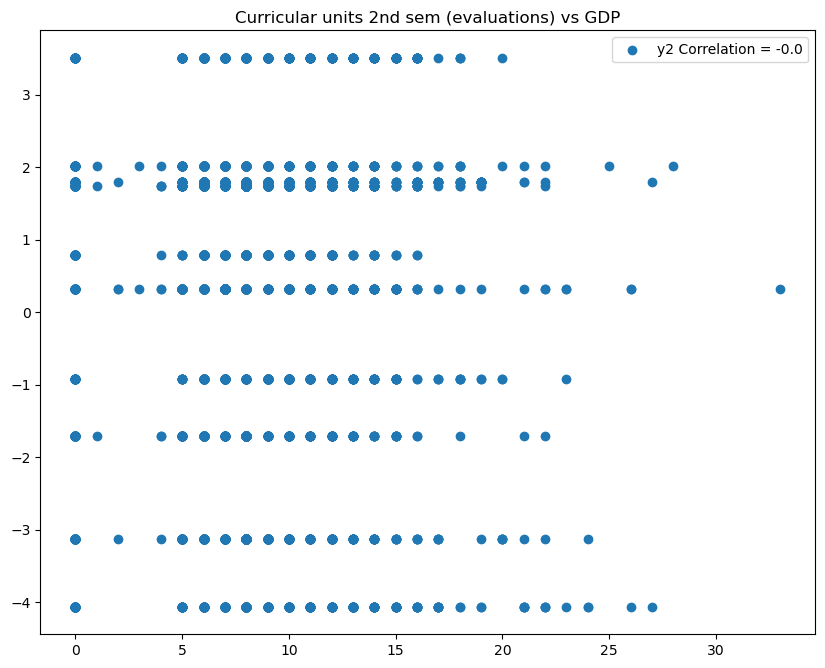 Curricular units 2nd sem (evaluations) vs GDP
y2 Correlation = -0.0
3
2
1
0
−1
−2
−3
−4
0 5 10 15 20 25 30